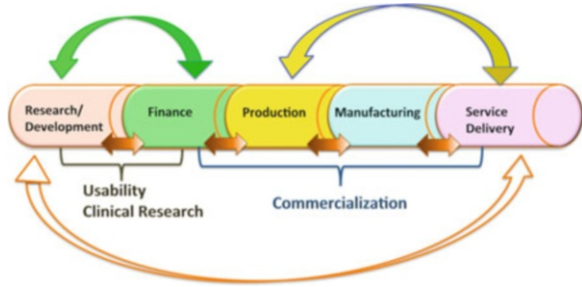 Research/
Development
Finance
Production
Manufacturing
Service
Delivery
Usability
Clinical Research
Commercialization